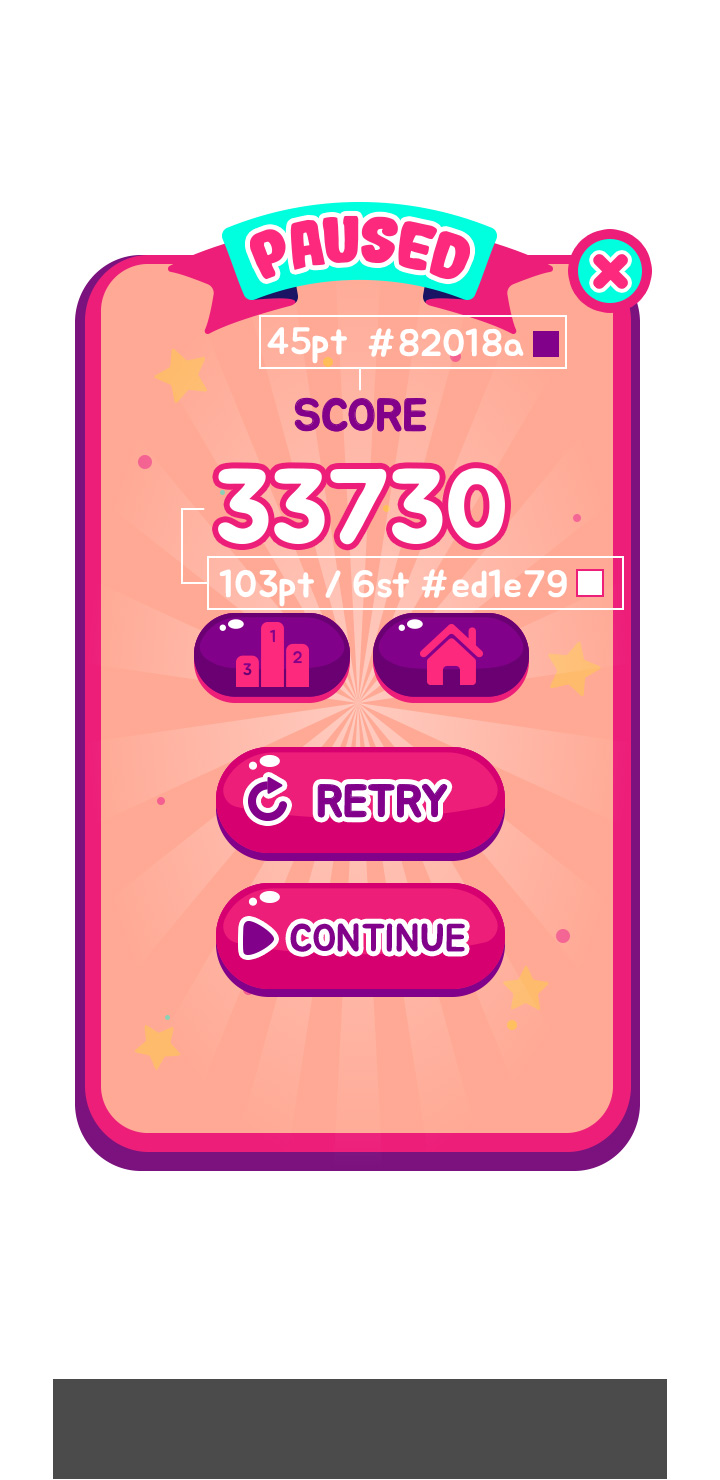 PAUSED
45pt #82018a
SCORE
33730
103pt / 6st #ed1e79
1
2
3
RETRY
CONTINUE